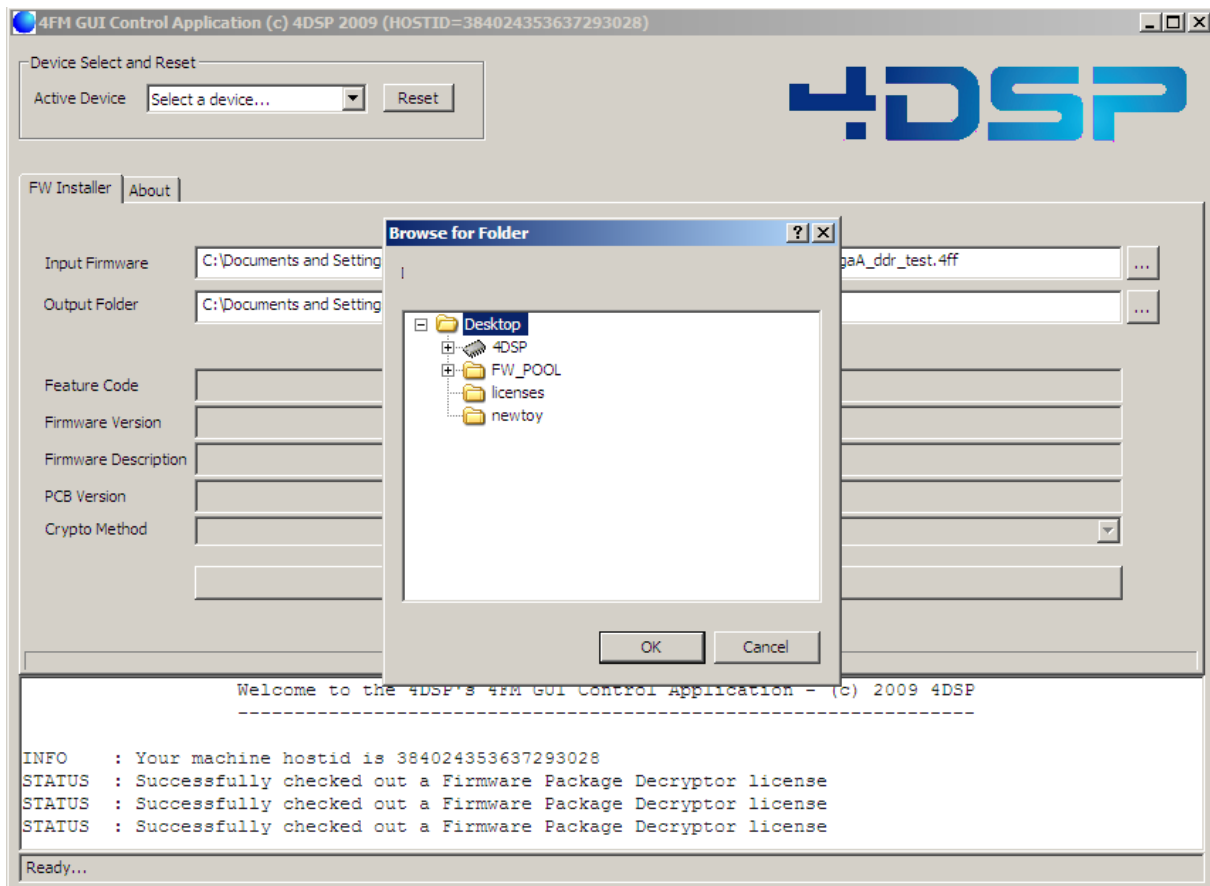 4FM GUI Control Application (c) 4DSP 2009 (HOSTID=384024353637293028)
Device Select and Reset
Active Device Select a device... Reset
4DSP
FW Installer About
Browse for Folder
Input Firmware C:\Documents and Setting gaA_ddr_test.4ff ...
Output Folder C:\Documents and Setting ...
Desktop
4DSP
FW_POOL
licenses
newtoy
Feature Code
Firmware Version
Firmware Description
PCB Version
Crypto Method
OK Cancel
Welcome to the 4DSP's 4FM GUI Control Application - (c) 2009 4DSP
-----------------------------------------------------------------
INFO : Your machine hostid is 384024353637293028
STATUS : Successfully checked out a Firmware Package Decryptor license
STATUS : Successfully checked out a Firmware Package Decryptor license
STATUS : Successfully checked out a Firmware Package Decryptor license
Ready...